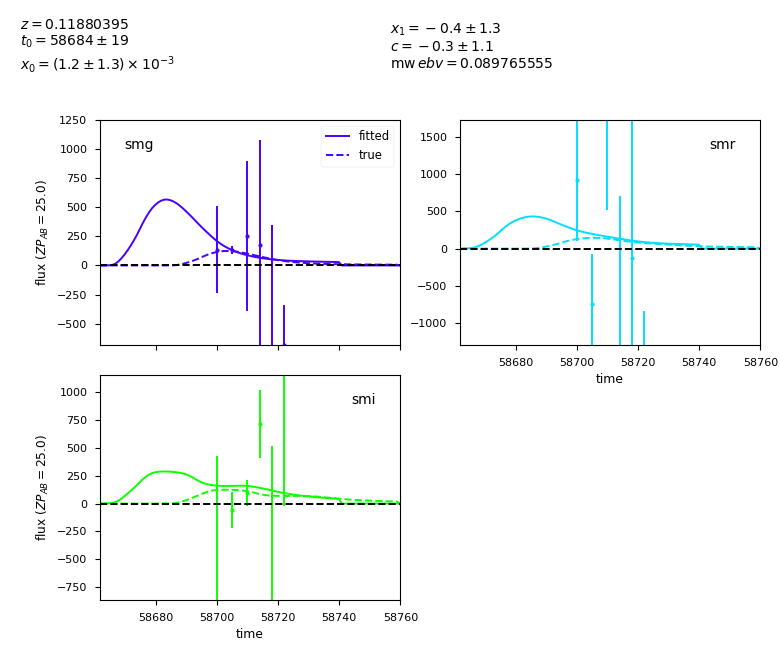 z = 0.11880395
t₀ = 58684 ± 19
x₀ = (1.2 ± 1.3) × 10⁻³
x₁ = −0.4 ± 1.3
c = −0.3 ± 1.1
mw ebv = 0.089765555
1250
1000
750
500
250
0
−250
−500
flux (ZP_AB = 25.0)
smg
fitted
true
1500
1000
500
0
−500
−1000
smr
58680 58700 58720 58740 58760
time
1000
750
500
250
0
−250
−500
−750
flux (ZP_AB = 25.0)
smi
58680 58700 58720 58740 58760
time